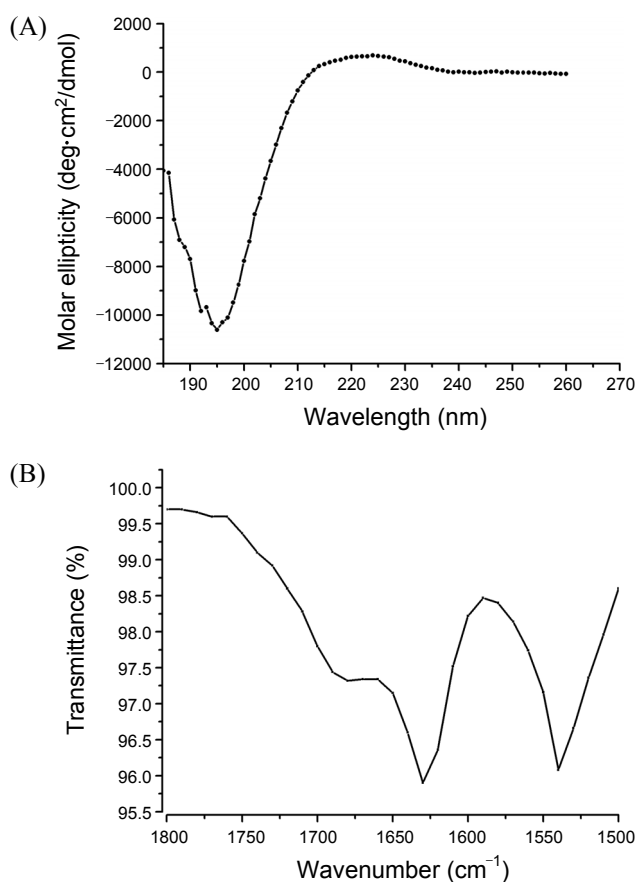 (A)
2000
0
−2000
−4000
−6000
−8000
−10000
−12000
Molar ellipticity (deg·cm²/dmol)
190 200 210 220 230 240 250 260 270
Wavelength (nm)
(B)
100.0
99.5
99.0
98.5
98.0
97.5
97.0
96.5
96.0
95.5
Transmittance (%)
1800 1750 1700 1650 1600 1550 1500
Wavenumber (cm⁻¹)